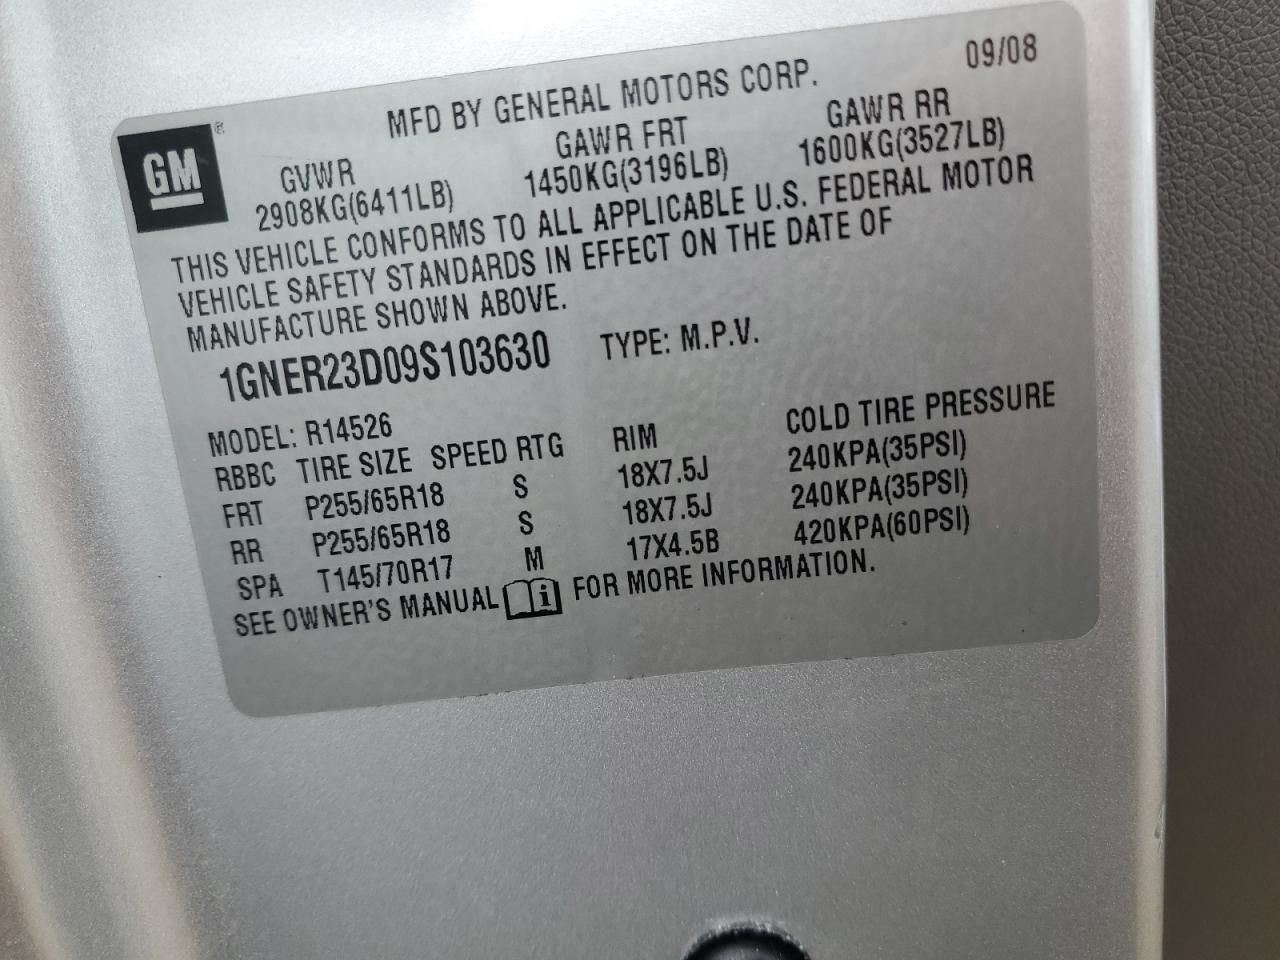 MFD BY GENERAL MOTORS CORP. 09/08
GM ®
GVWR GAWR FRT GAWR RR
2908KG(6411LB) 1450KG(3196LB) 1600KG(3527LB)
THIS VEHICLE CONFORMS TO ALL APPLICABLE U.S. FEDERAL MOTOR
VEHICLE SAFETY STANDARDS IN EFFECT ON THE DATE OF
MANUFACTURE SHOWN ABOVE.
1GNER23D09S103630 TYPE: M.P.V.
MODEL: R14526
RBBC TIRE SIZE SPEED RTG RIM COLD TIRE PRESSURE
FRT P255/65R18 S 18X7.5J 240KPA(35PSI)
RR P255/65R18 S 18X7.5J 240KPA(35PSI)
SPA T145/70R17 M 17X4.5B 420KPA(60PSI)
SEE OWNER'S MANUAL i FOR MORE INFORMATION.